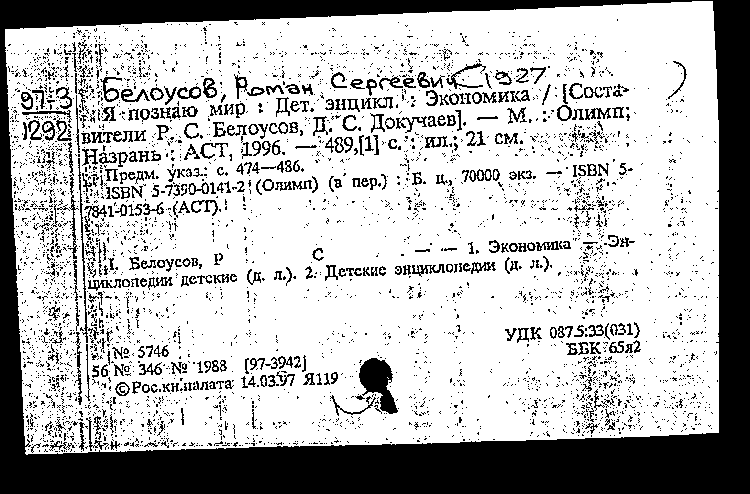 97-3
1292
Белоусов, Роман Сергеевич 1927
Я познаю мир : Дет. энцикл. : Экономика / [Соста-
вители Р. С. Белоусов, Д. С. Докучаев]. — М. : Олимп;
Назрань : АСТ, 1996. — 489,[1] с. : ил.; 21 см.
Предм. указ.: с. 474—486.
ISBN 5-7390-0141-2 (Олимп) (в пер.) : Б. ц., 70000 экз. — ISBN 5-
7841-0153-6 (АСТ).
1. Белоусов, Р С — — 1. Экономика — Эн-
циклопедии детские (д. л.). 2. Детские энциклопедии (д. л.).
УДК 087.5:33(031)
ББК 65я2
№ 5746
56 № 346 № 1988 [97-3942]
© Рос.кн.палата 14.03.97 Я119